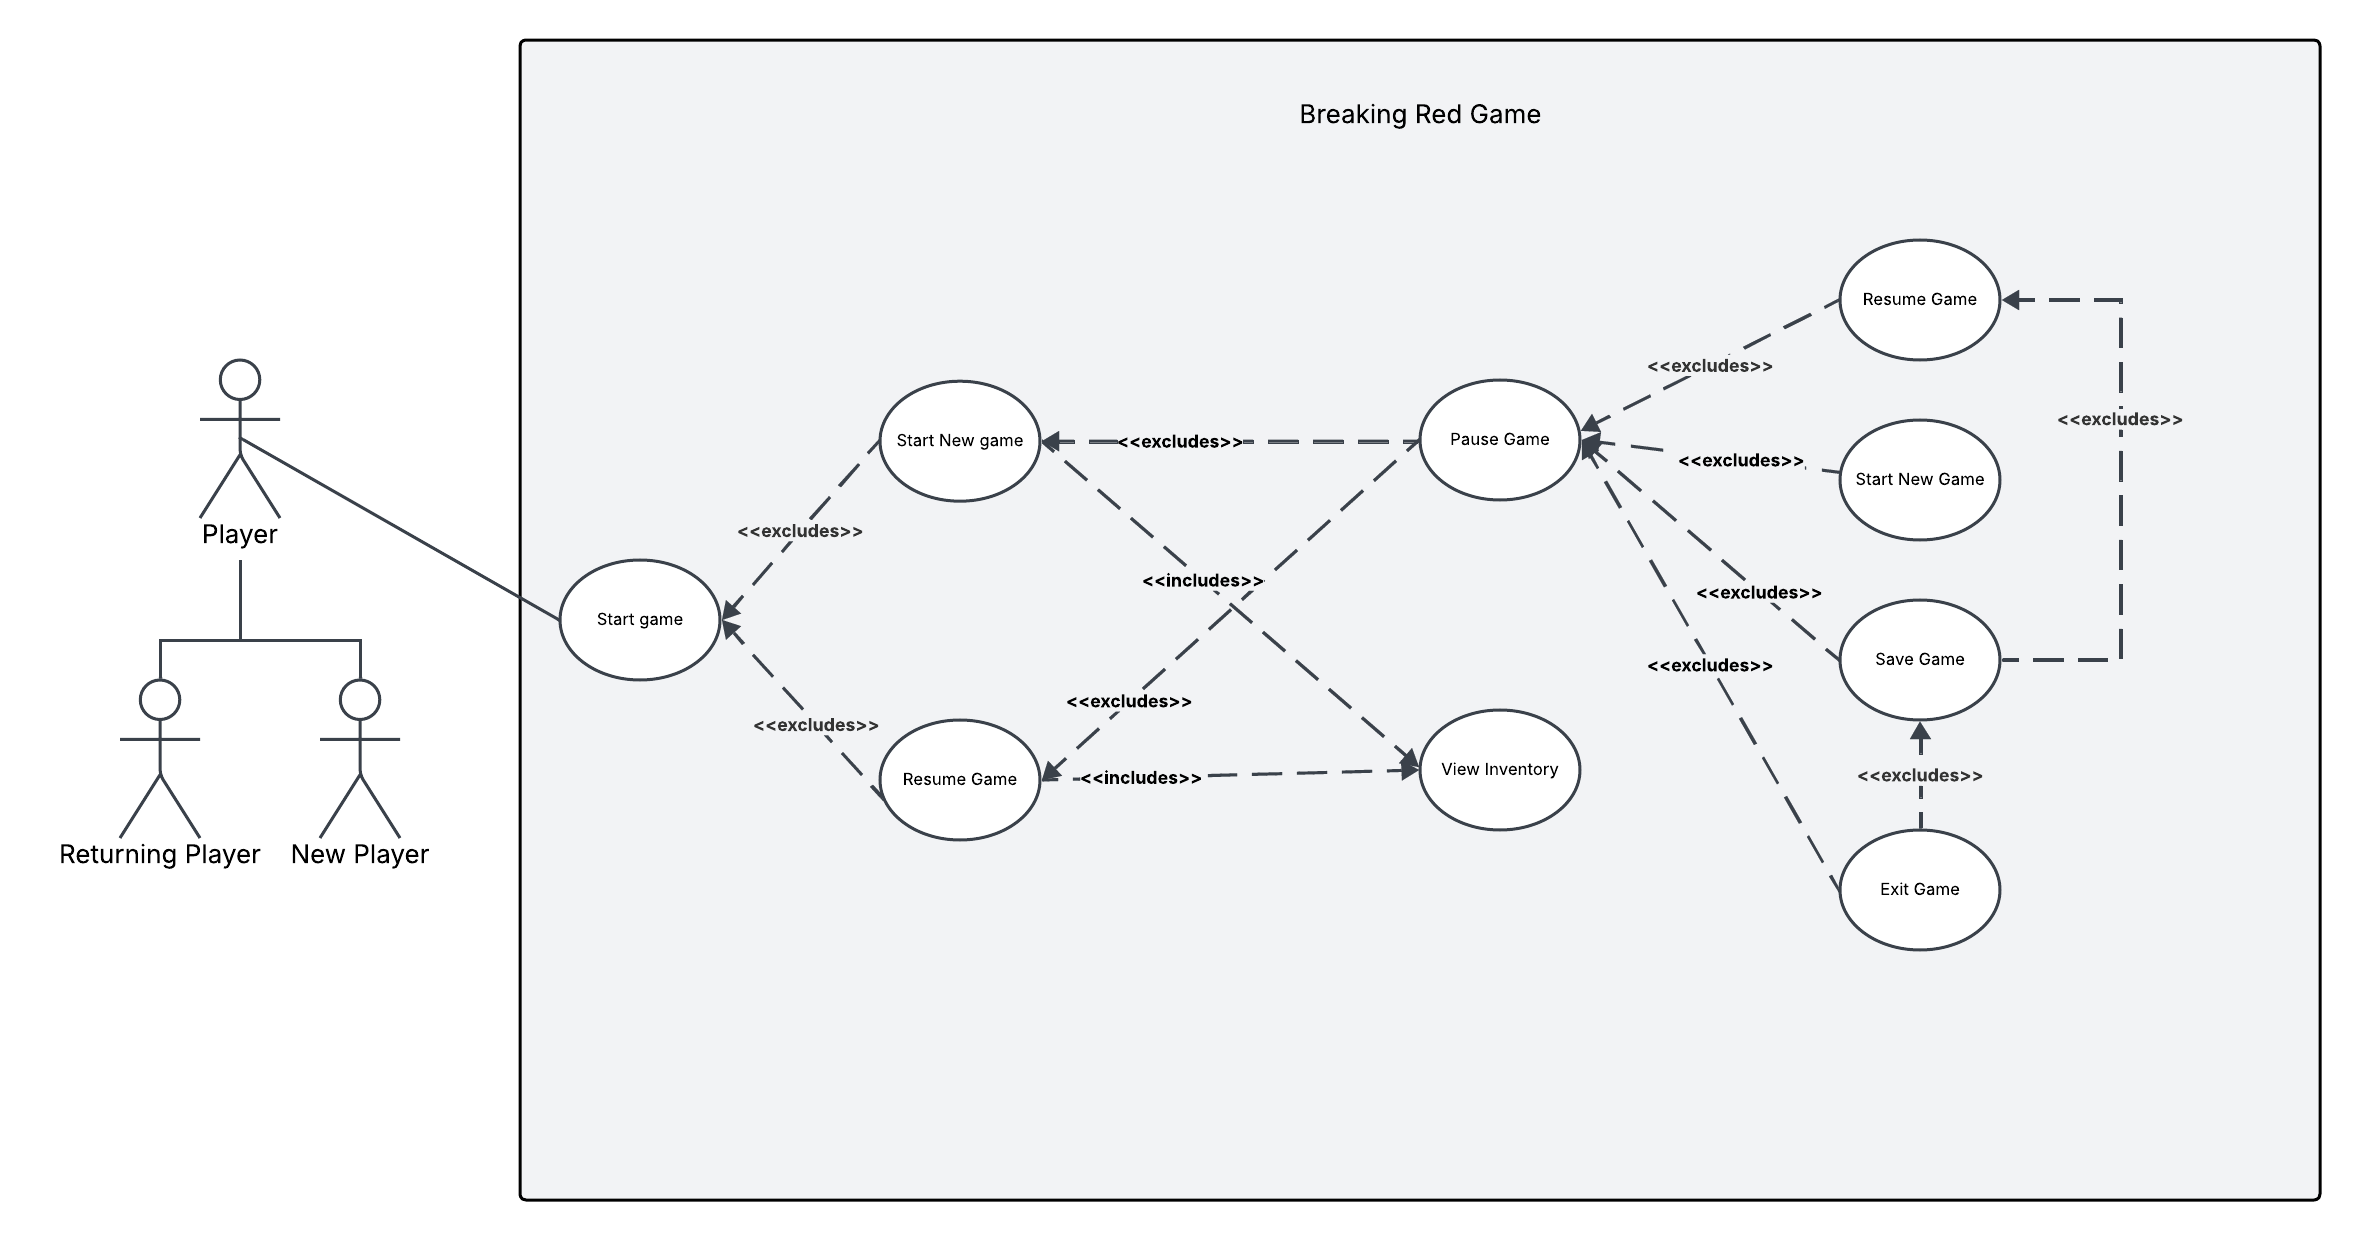 Breaking Red Game
Resume Game
<<excludes>>
<<excludes>>
Start New game
<<excludes>>
Pause Game
<<excludes>>
Start New Game
Player
<<excludes>>
<<includes>>
<<excludes>>
Start game
Save Game
<<excludes>>
<<excludes>>
<<excludes>>
Resume Game
<<includes>>
View Inventory
<<excludes>>
Returning Player
New Player
Exit Game